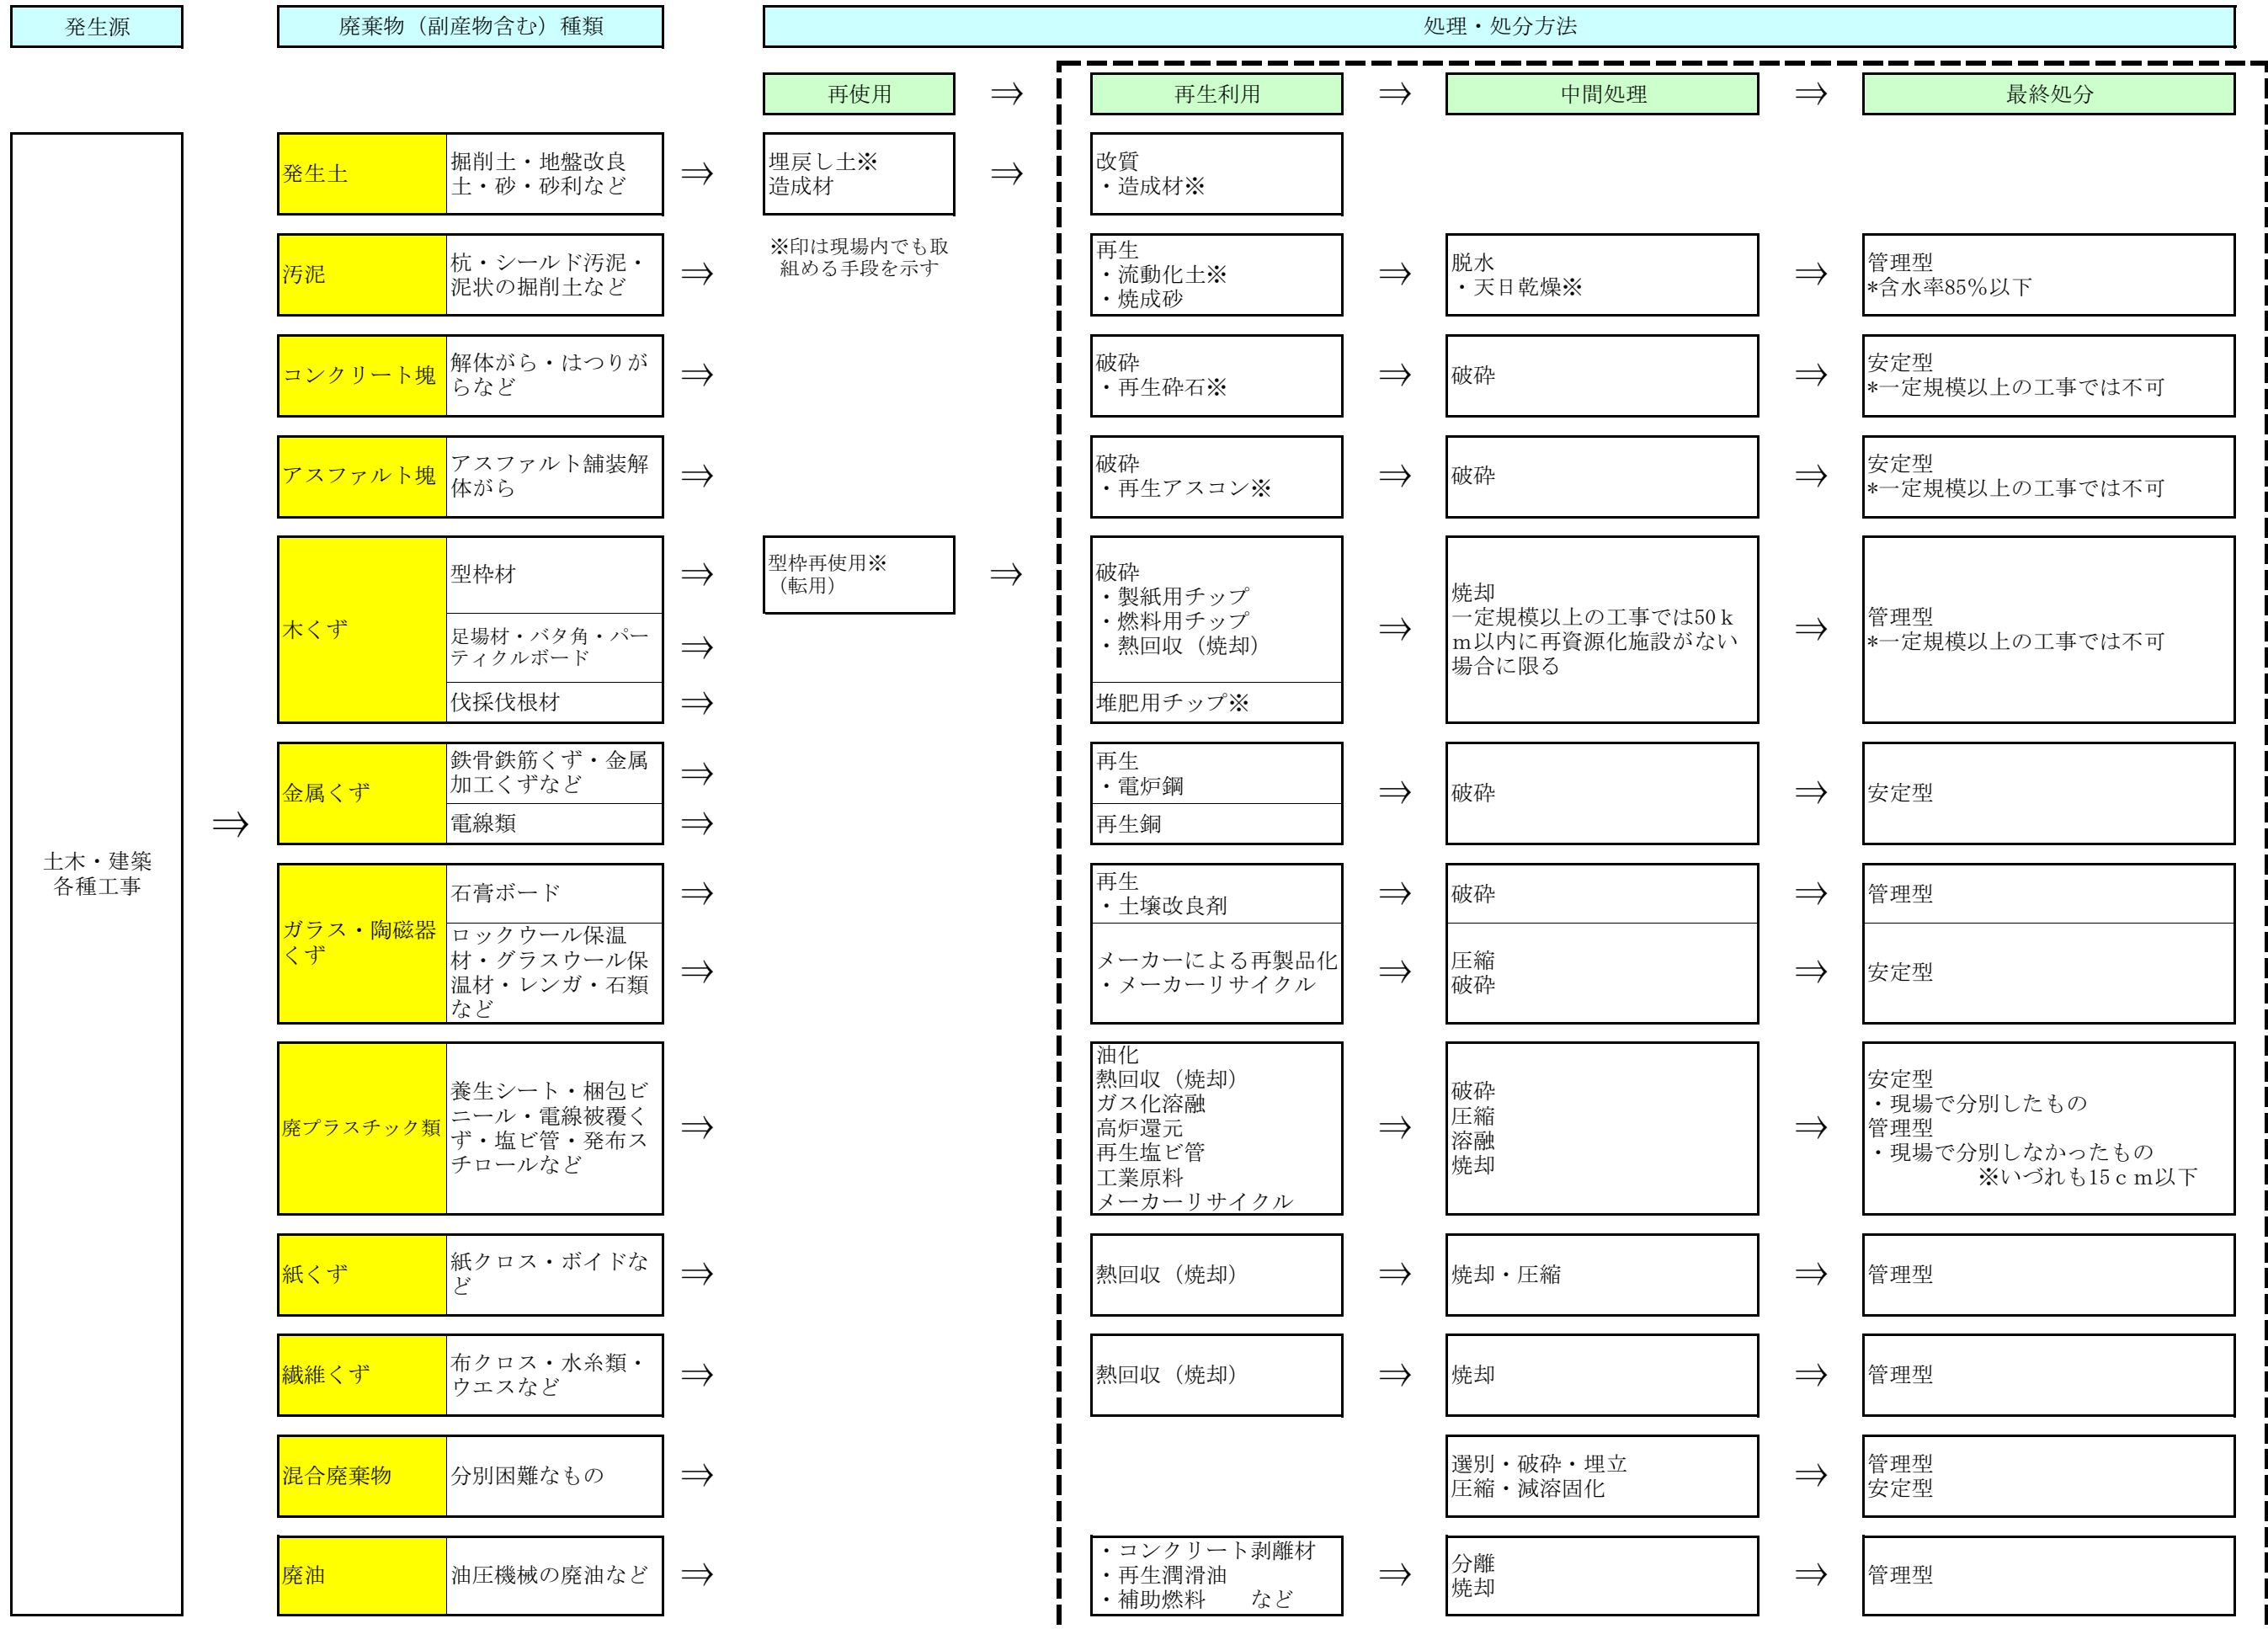 発生源
廃棄物（副産物含む）種類
処理・処分方法
再使用
⇒
再生利用
⇒
中間処理
⇒
最終処分
土木・建築
各種工事
⇒
発生土
掘削土・地盤改良
土・砂・砂利など
⇒
埋戻し土※
造成材
⇒
改質
・造成材※
※印は現場内でも取
組める手段を示す
汚泥
杭・シールド汚泥・
泥状の掘削土など
⇒
再生
・流動化土※
・焼成砂
⇒
脱水
・天日乾燥※
⇒
管理型
*含水率85％以下
コンクリート塊
解体がら・はつりが
らなど
⇒
破砕
・再生砕石※
⇒
破砕
⇒
安定型
*一定規模以上の工事では不可
アスファルト塊
アスファルト舗装解
体がら
⇒
破砕
・再生アスコン※
⇒
破砕
⇒
安定型
*一定規模以上の工事では不可
木くず
型枠材
⇒
型枠再使用※
（転用）
⇒
足場材・バタ角・パー
ティクルボード
⇒
伐採伐根材
⇒
破砕
・製紙用チップ
・燃料用チップ
・熱回収（焼却）
堆肥用チップ※
⇒
焼却
一定規模以上の工事では50ｋ
ｍ以内に再資源化施設がない
場合に限る
⇒
管理型
*一定規模以上の工事では不可
金属くず
鉄骨鉄筋くず・金属
加工くずなど
⇒
電線類
⇒
再生
・電炉鋼
再生銅
⇒
破砕
⇒
安定型
ガラス・陶磁器
くず
石膏ボード
⇒
再生
・土壌改良剤
⇒
破砕
⇒
管理型
ロックウール保温
材・グラスウール保
温材・レンガ・石類
など
⇒
メーカーによる再製品化
・メーカーリサイクル
⇒
圧縮
破砕
⇒
安定型
廃プラスチック類
養生シート・梱包ビ
ニール・電線被覆く
ず・塩ビ管・発布ス
チロールなど
⇒
油化
熱回収（焼却）
ガス化溶融
高炉還元
再生塩ビ管
工業原料
メーカーリサイクル
⇒
破砕
圧縮
溶融
焼却
⇒
安定型
・現場で分別したもの
管理型
・現場で分別しなかったもの
※いづれも15ｃｍ以下
紙くず
紙クロス・ボイドな
ど
⇒
熱回収（焼却）
⇒
焼却・圧縮
⇒
管理型
繊維くず
布クロス・水糸類・
ウエスなど
⇒
熱回収（焼却）
⇒
焼却
⇒
管理型
混合廃棄物
分別困難なもの
⇒
選別・破砕・埋立
圧縮・減溶固化
⇒
管理型
安定型
廃油
油圧機械の廃油など
⇒
・コンクリート剥離材
・再生潤滑油
・補助燃料　　など
⇒
分離
焼却
⇒
管理型